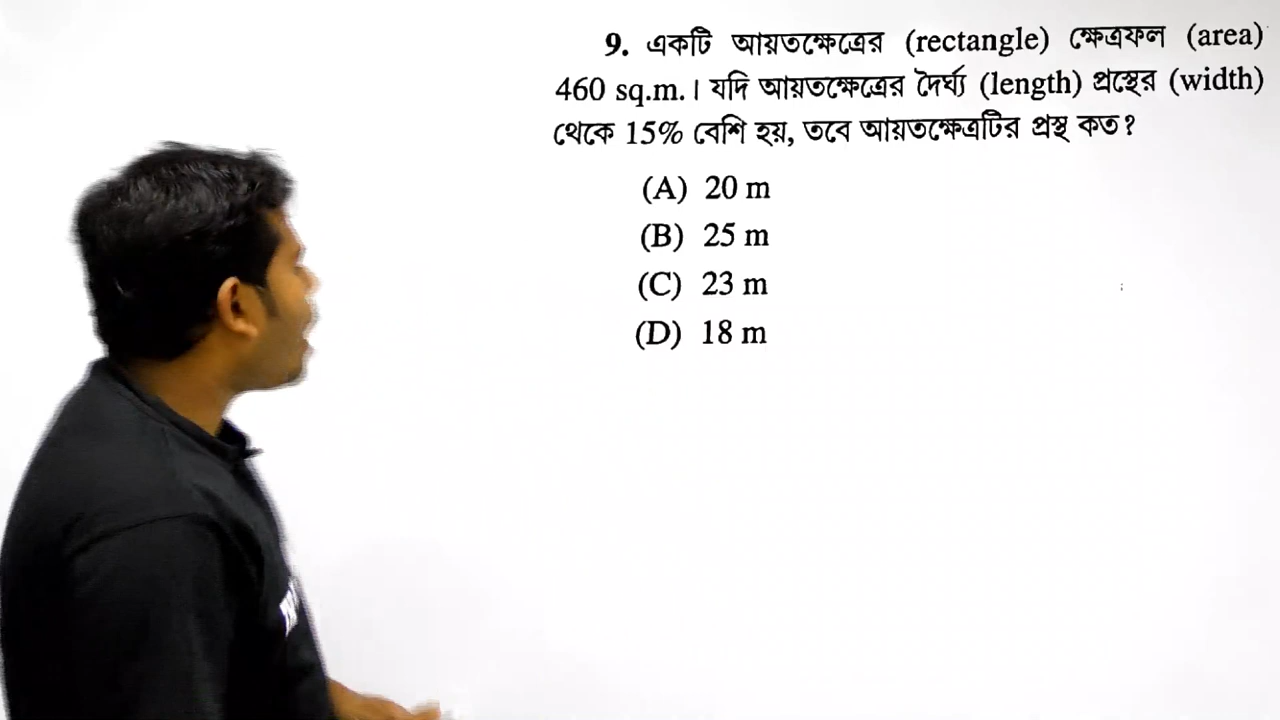 9. একটি আয়তক্ষেত্রের (rectangle) ক্ষেত্রফল (area)
460 sq.m.। যদি আয়তক্ষেত্রের দৈর্ঘ্য (length) প্রস্থের (width)
থেকে 15% বেশি হয়, তবে আয়তক্ষেত্রটির প্রস্থ কত?
(A) 20 m
(B) 25 m
(C) 23 m
(D) 18 m